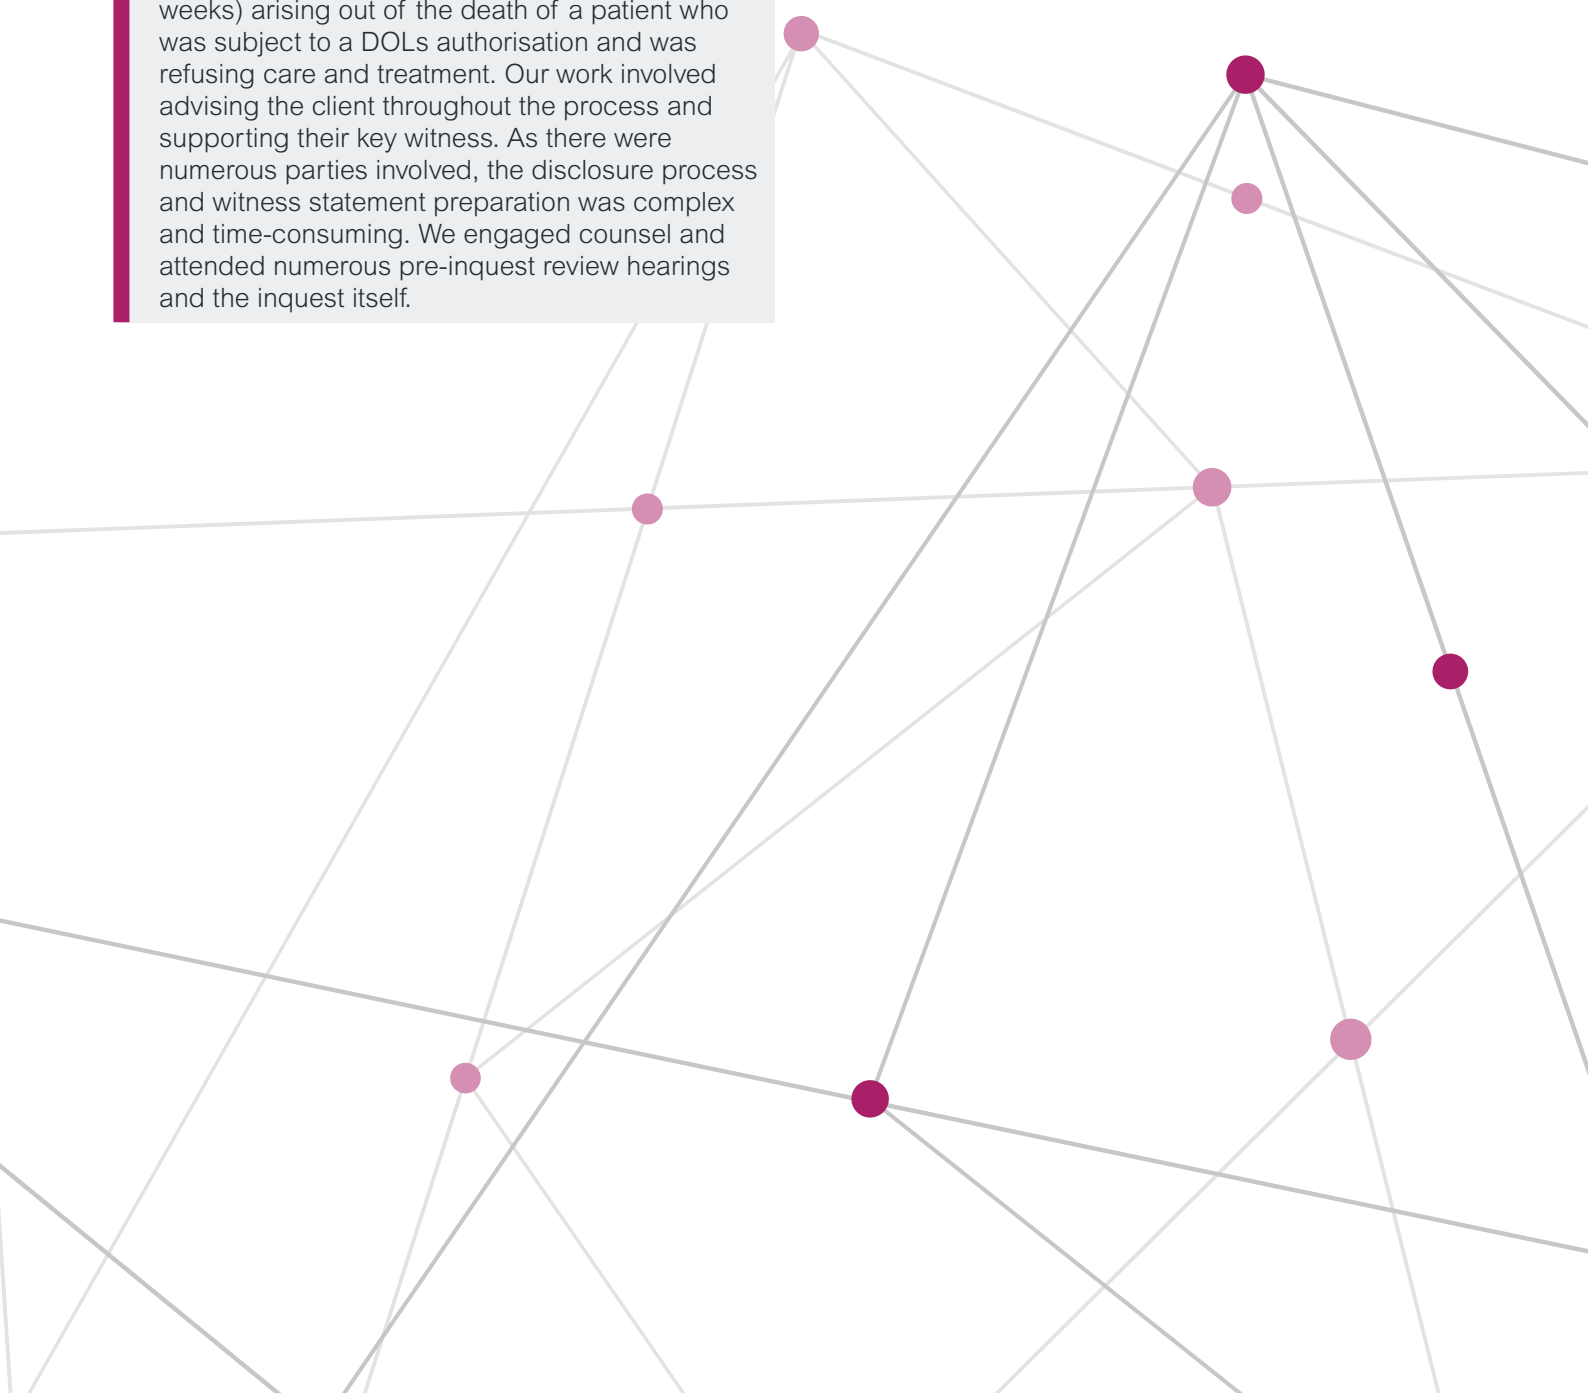 weeks) arising out of the death of a patient who
was subject to a DOLs authorisation and was
refusing care and treatment. Our work involved
advising the client throughout the process and
supporting their key witness. As there were
numerous parties involved, the disclosure process
and witness statement preparation was complex
and time-consuming. We engaged counsel and
attended numerous pre-inquest review hearings
and the inquest itself.